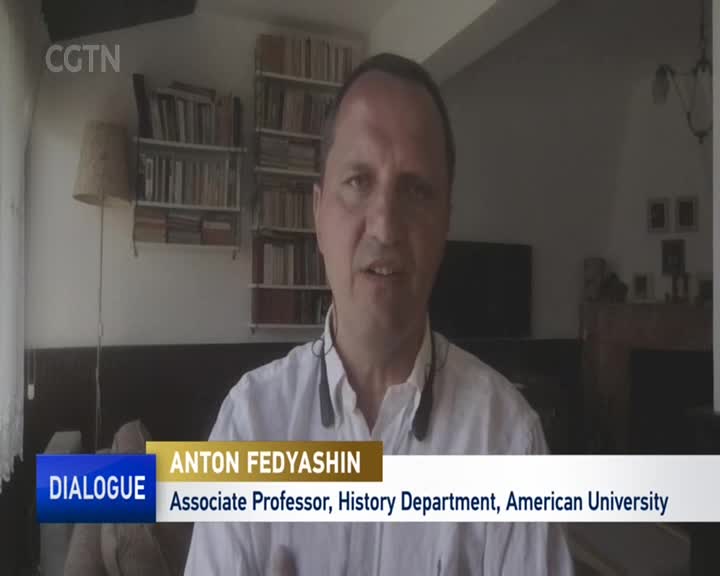 CGTN
ANTON FEDYASHIN
DIALOGUE
Associate Professor, History Department, American University